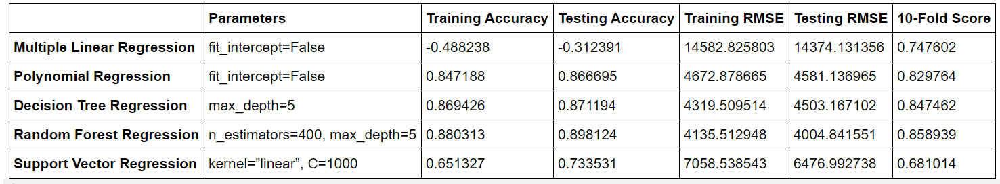 Parameters Training Accuracy Testing Accuracy Training RMSE Testing RMSE 10-Fold Score
Multiple Linear Regression fit_intercept=False -0.488238 -0.312391 14582.825803 14374.131356 0.747602
Polynomial Regression fit_intercept=False 0.847188 0.866695 4672.878665 4581.136965 0.829764
Decision Tree Regression max_depth=5 0.869426 0.871194 4319.509514 4503.167102 0.847462
Random Forest Regression n_estimators=400, max_depth=5 0.880313 0.898124 4135.512948 4004.841551 0.858939
Support Vector Regression kernel=”linear”, C=1000 0.651327 0.733531 7058.538543 6476.992738 0.681014